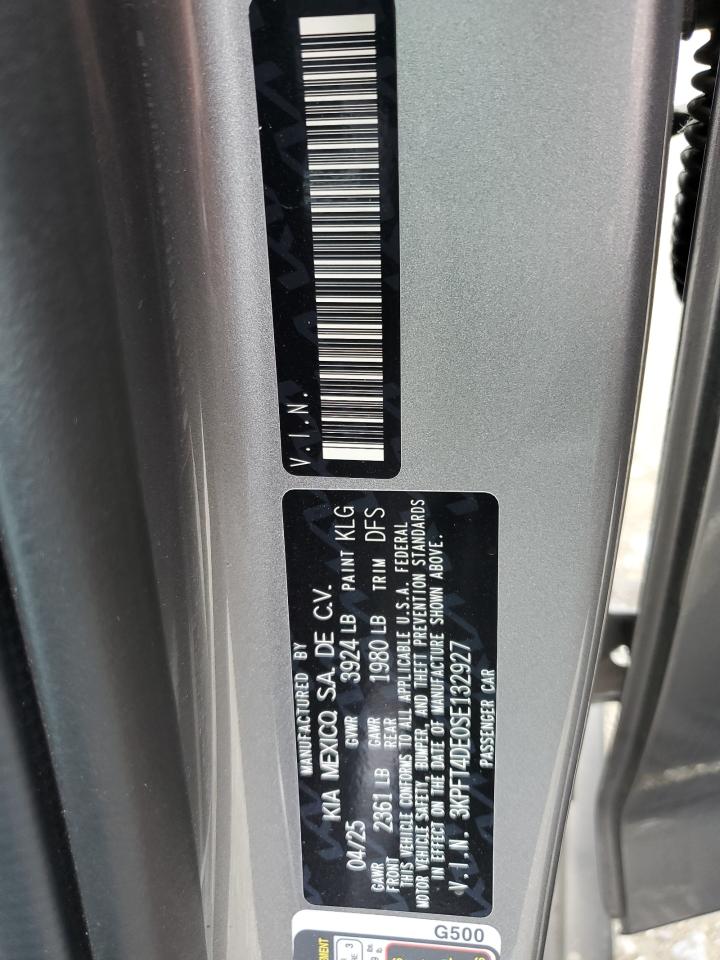 V.I.N.
MANUFACTURED BY
KIA MEXICO, S.A. DE C.V.
04/25 GVWR 3924 LB PAINT KLG
GAWR FRONT 2361 LB GAWR REAR 1980 LB TRIM DFS
THIS VEHICLE CONFORMS TO ALL APPLICABLE U.S.A. FEDERAL
MOTOR VEHICLE SAFETY, BUMPER, AND THEFT PREVENTION STANDARDS
IN EFFECT ON THE DATE OF MANUFACTURE SHOWN ABOVE.
V.I.N. 3KPFT4DE0SE132927
PASSENGER CAR
G500